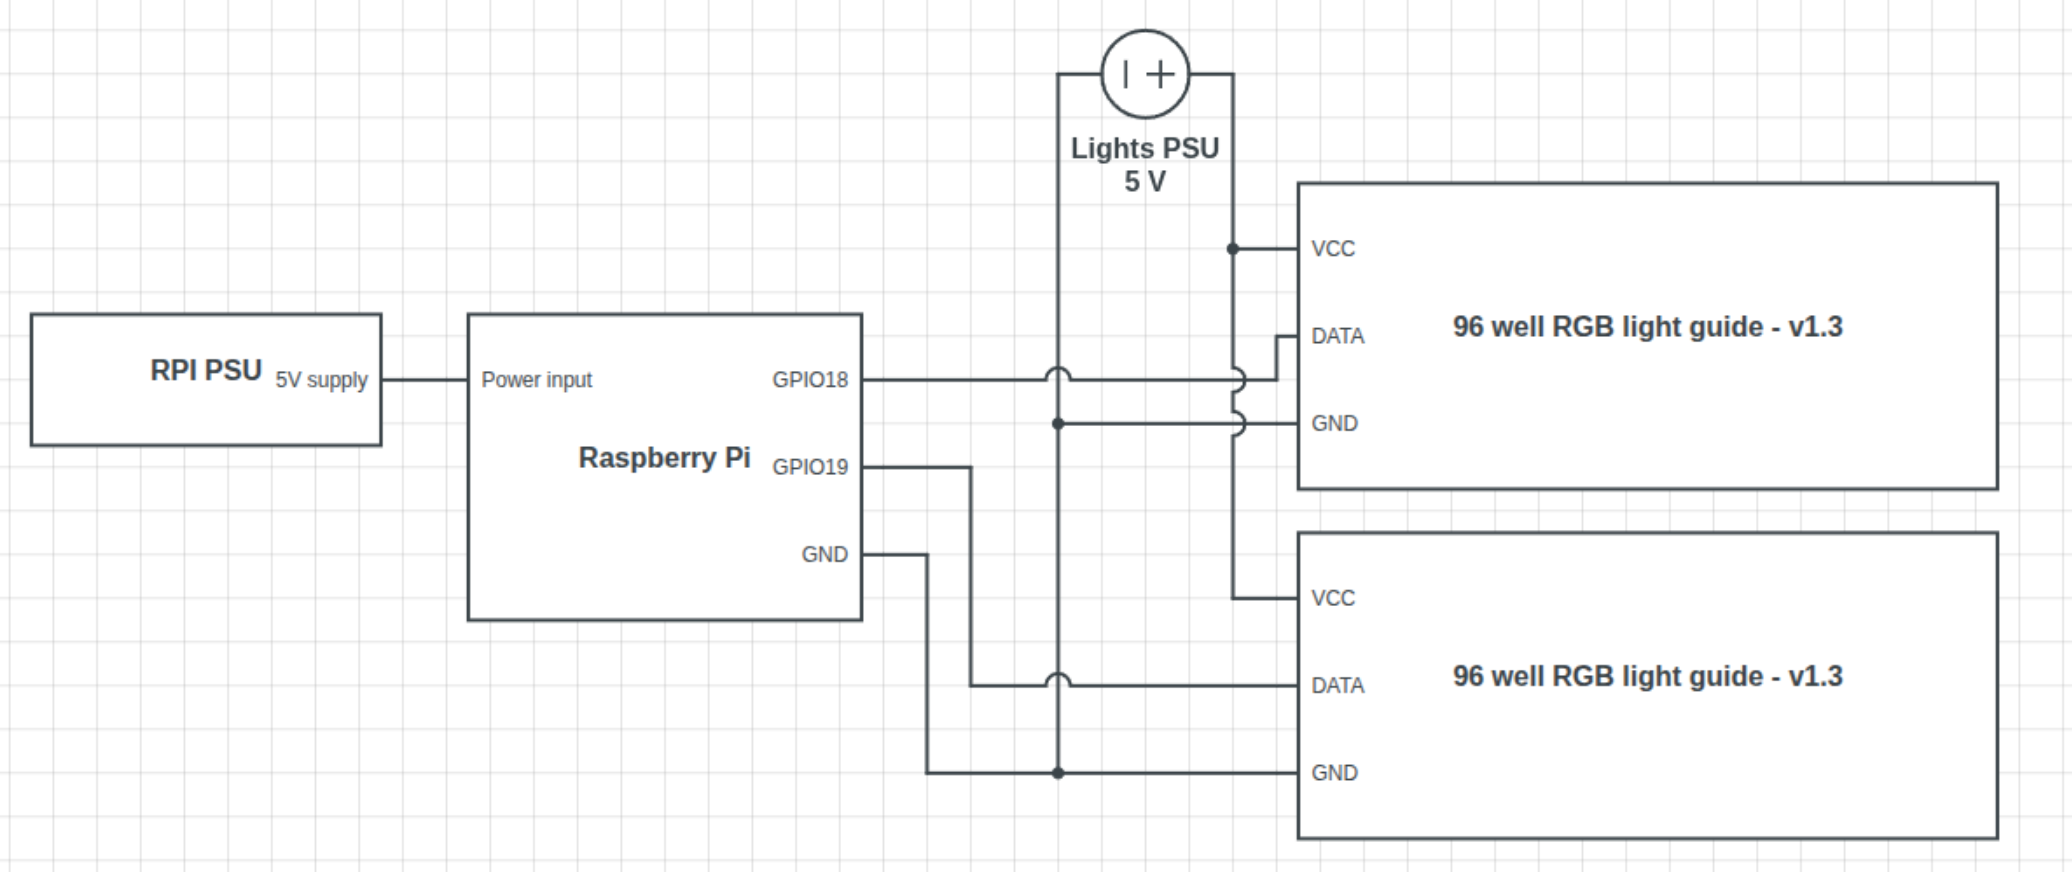 Lights PSU
5 V
RPI PSU
5V supply
Power input
GPIO18
Raspberry Pi
GPIO19
GND
VCC
DATA
96 well RGB light guide - v1.3
GND
VCC
DATA
96 well RGB light guide - v1.3
GND